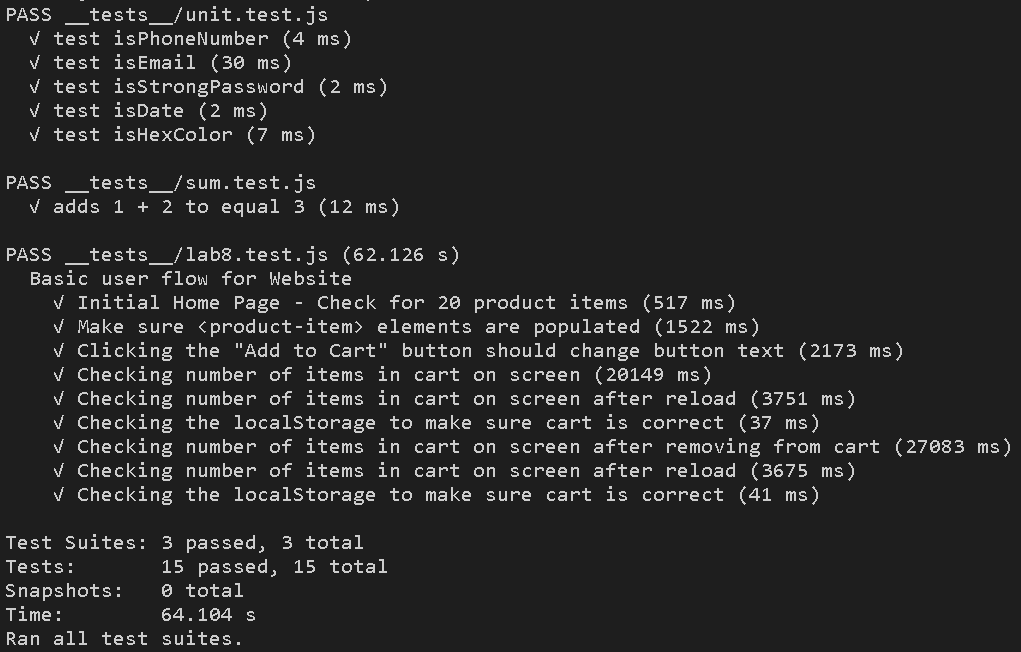 PASS __tests__/unit.test.js
√ test isPhoneNumber (4 ms)
√ test isEmail (30 ms)
√ test isStrongPassword (2 ms)
√ test isDate (2 ms)
√ test isHexColor (7 ms)
PASS __tests__/sum.test.js
√ adds 1 + 2 to equal 3 (12 ms)
PASS __tests__/lab8.test.js (62.126 s)
Basic user flow for Website
√ Initial Home Page - Check for 20 product items (517 ms)
√ Make sure <product-item> elements are populated (1522 ms)
√ Clicking the "Add to Cart" button should change button text (2173 ms)
√ Checking number of items in cart on screen (20149 ms)
√ Checking number of items in cart on screen after reload (3751 ms)
√ Checking the localStorage to make sure cart is correct (37 ms)
√ Checking number of items in cart on screen after removing from cart (27083 ms)
√ Checking number of items in cart on screen after reload (3675 ms)
√ Checking the localStorage to make sure cart is correct (41 ms)
Test Suites: 3 passed, 3 total
Tests:       15 passed, 15 total
Snapshots:   0 total
Time:        64.104 s
Ran all test suites.